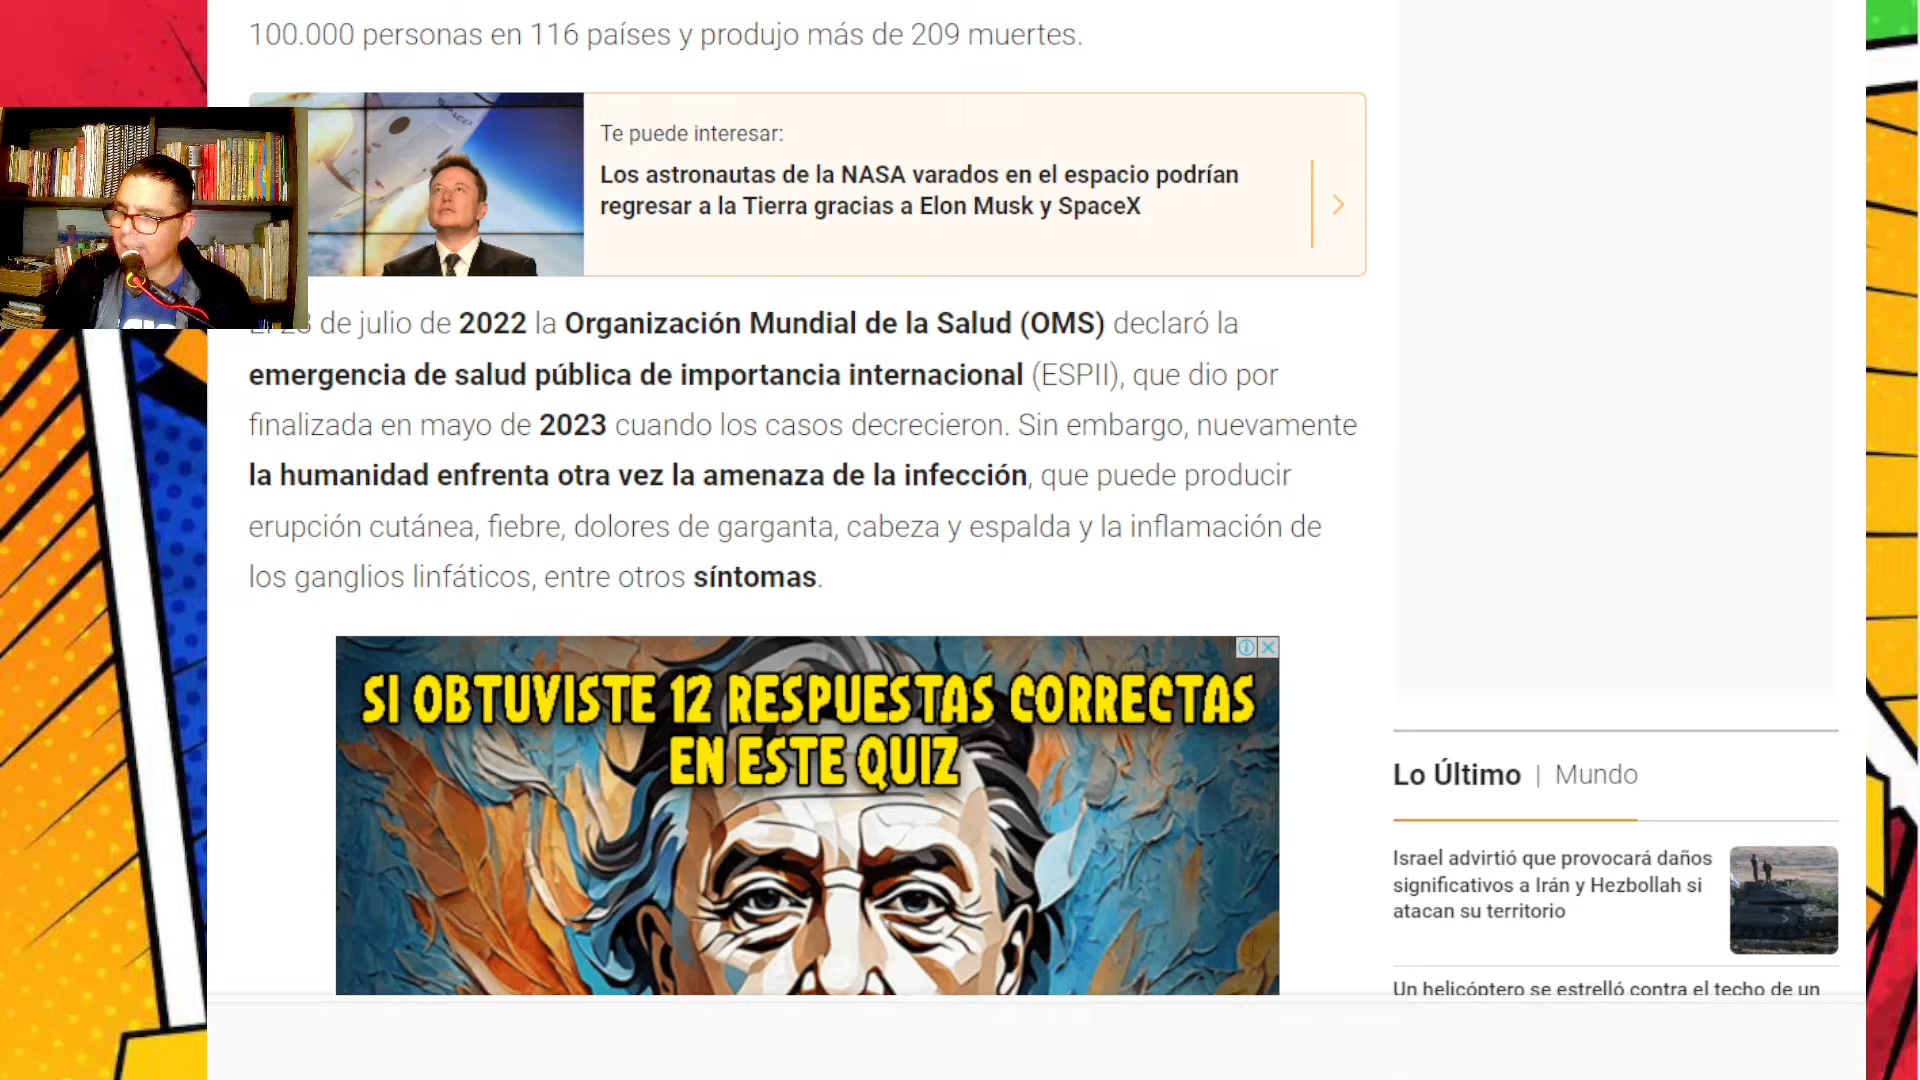 100.000 personas en 116 países y produjo más de 209 muertes.
Te puede interesar:
Los astronautas de la NASA varados en el espacio podrían
regresar a la Tierra gracias a Elon Musk y SpaceX
de julio de 2022 la Organización Mundial de la Salud (OMS) declaró la
emergencia de salud pública de importancia internacional (ESPII), que dio por
finalizada en mayo de 2023 cuando los casos decrecieron. Sin embargo, nuevamente
la humanidad enfrenta otra vez la amenaza de la infección, que puede producir
erupción cutánea, fiebre, dolores de garganta, cabeza y espalda y la inflamación de
los ganglios linfáticos, entre otros síntomas.
SI OBTUVISTE 12 RESPUESTAS CORRECTAS
EN ESTE QUIZ
Lo Último | Mundo
Israel advirtió que provocará daños
significativos a Irán y Hezbollah si
atacan su territorio
Un helicóptero se estrelló contra el techo de un